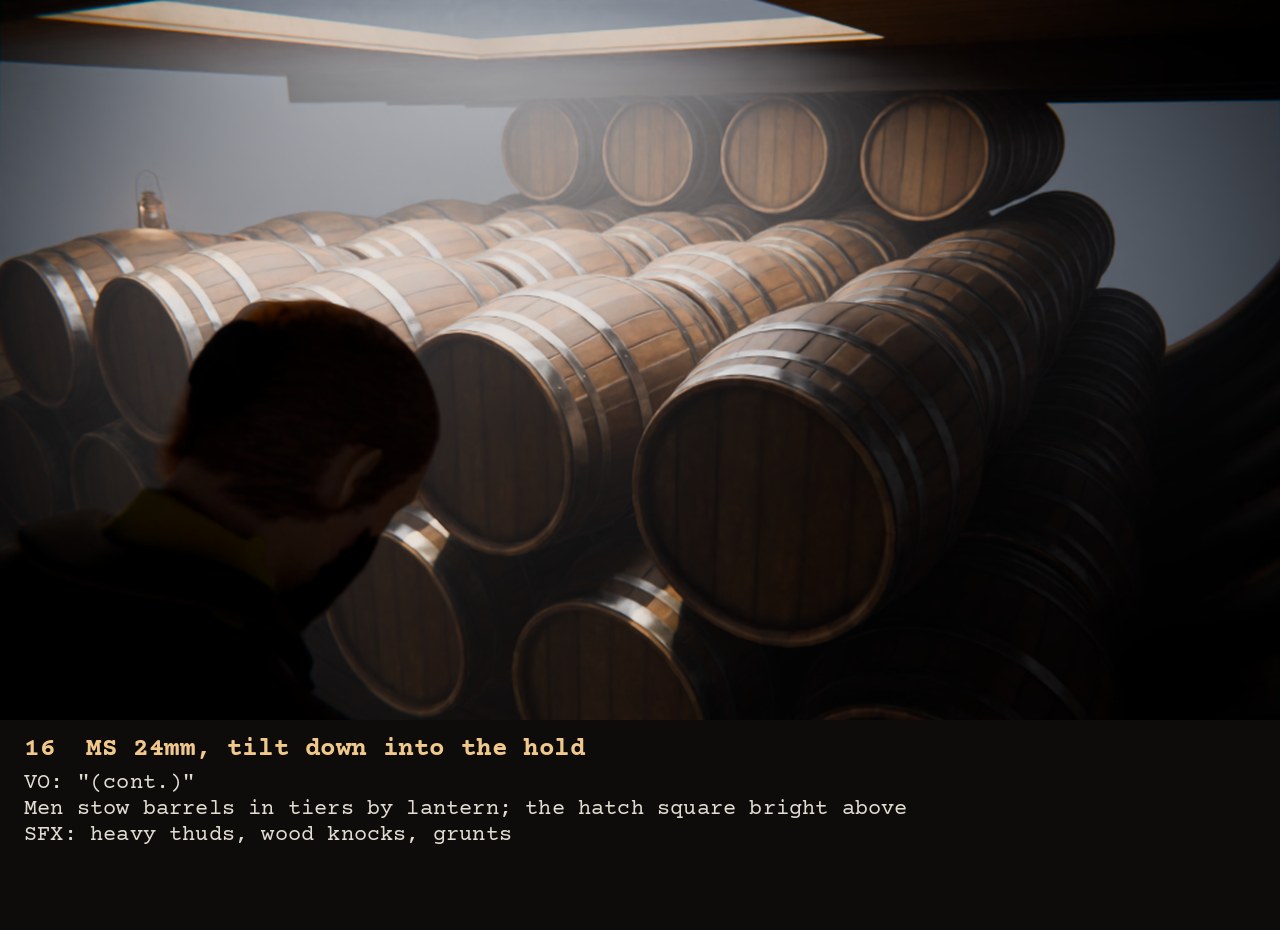 16  MS 24mm, tilt down into the hold
VO: "(cont.)"
Men stow barrels in tiers by lantern; the hatch square bright above
SFX: heavy thuds, wood knocks, grunts